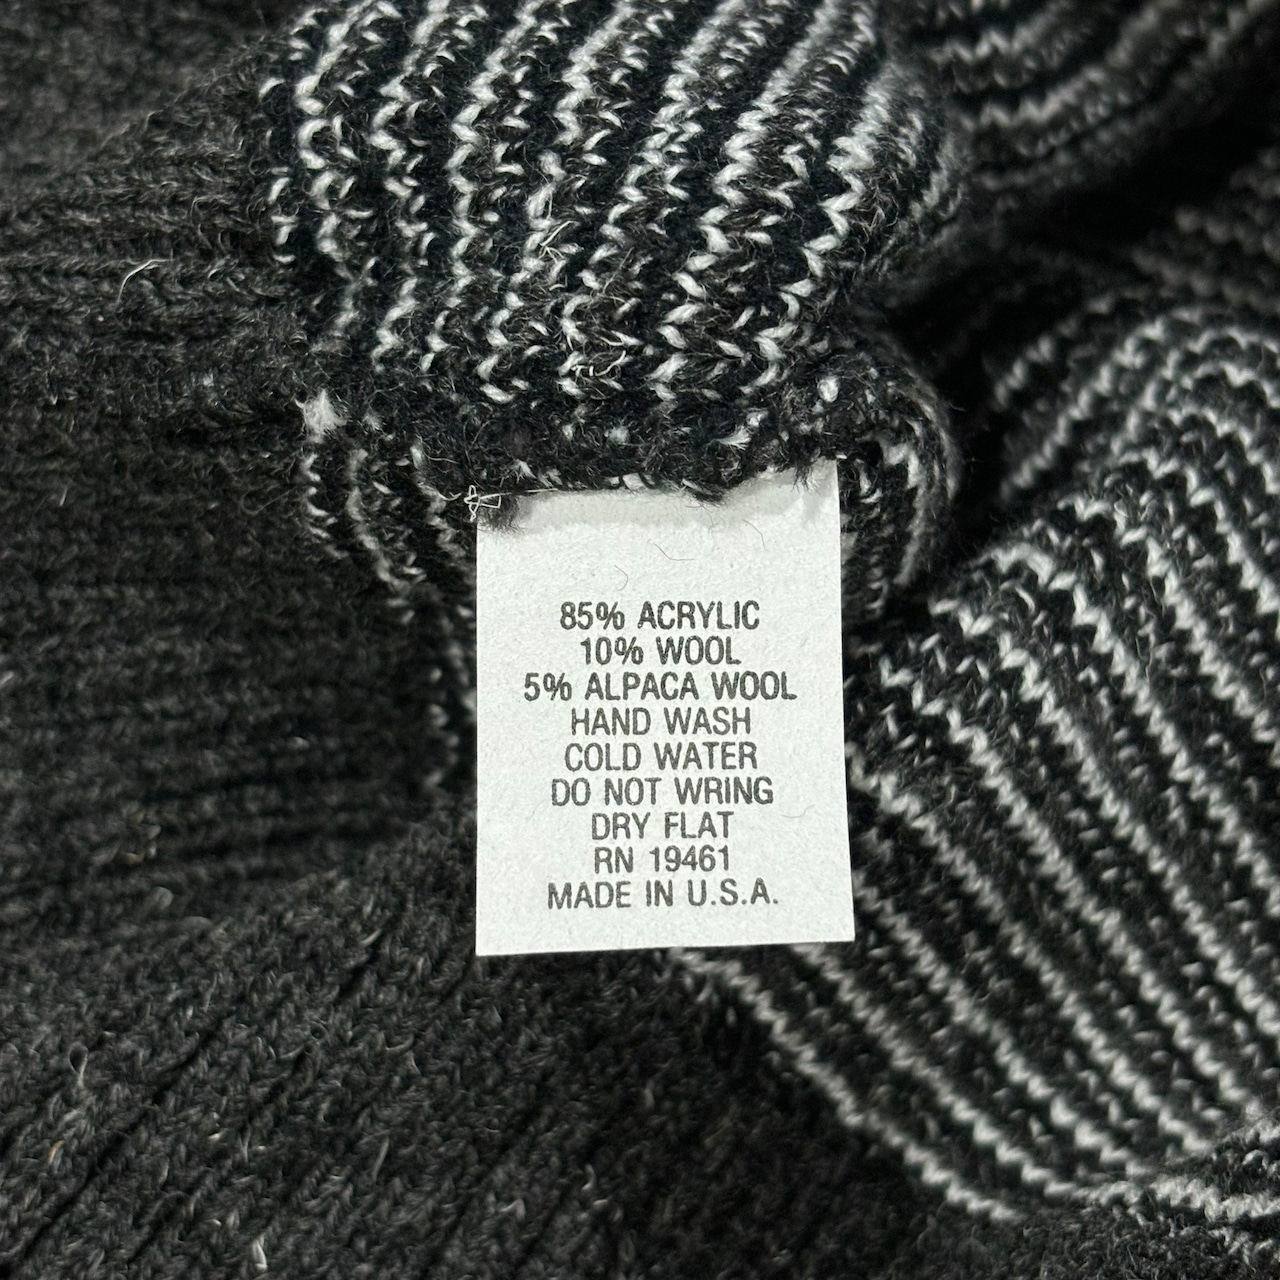 85% ACRYLIC
10% WOOL
5% ALPACA WOOL
HAND WASH
COLD WATER
DO NOT WRING
DRY FLAT
RN 19461
MADE IN U.S.A.